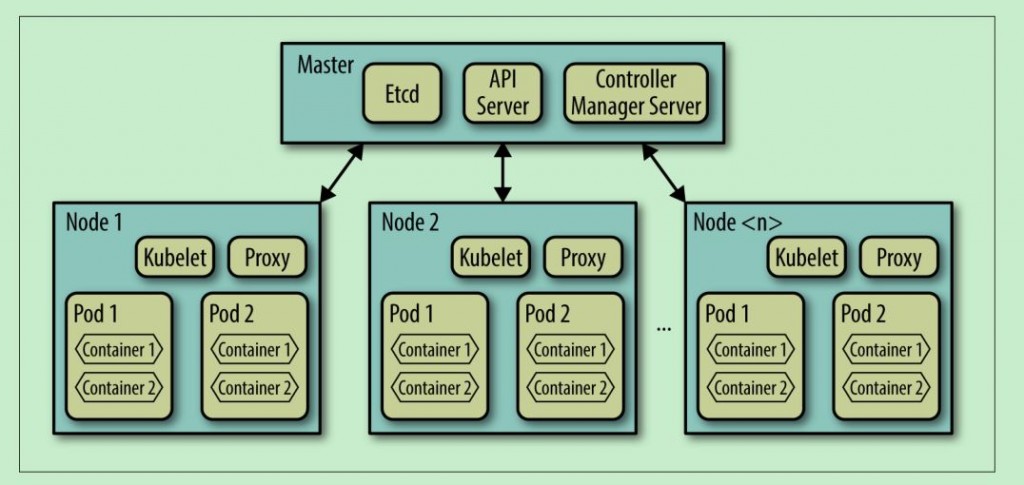 Master
Etcd
API
Server
Controller
Manager Server
Node 1
Kubelet
Proxy
Pod 1
Container 1
Container 2
Pod 2
Container 1
Container 2
Node 2
Kubelet
Proxy
Pod 1
Container 1
Container 2
Pod 2
Container 1
Container 2
...
Node <n>
Kubelet
Proxy
Pod 1
Container 1
Container 2
Pod 2
Container 1
Container 2